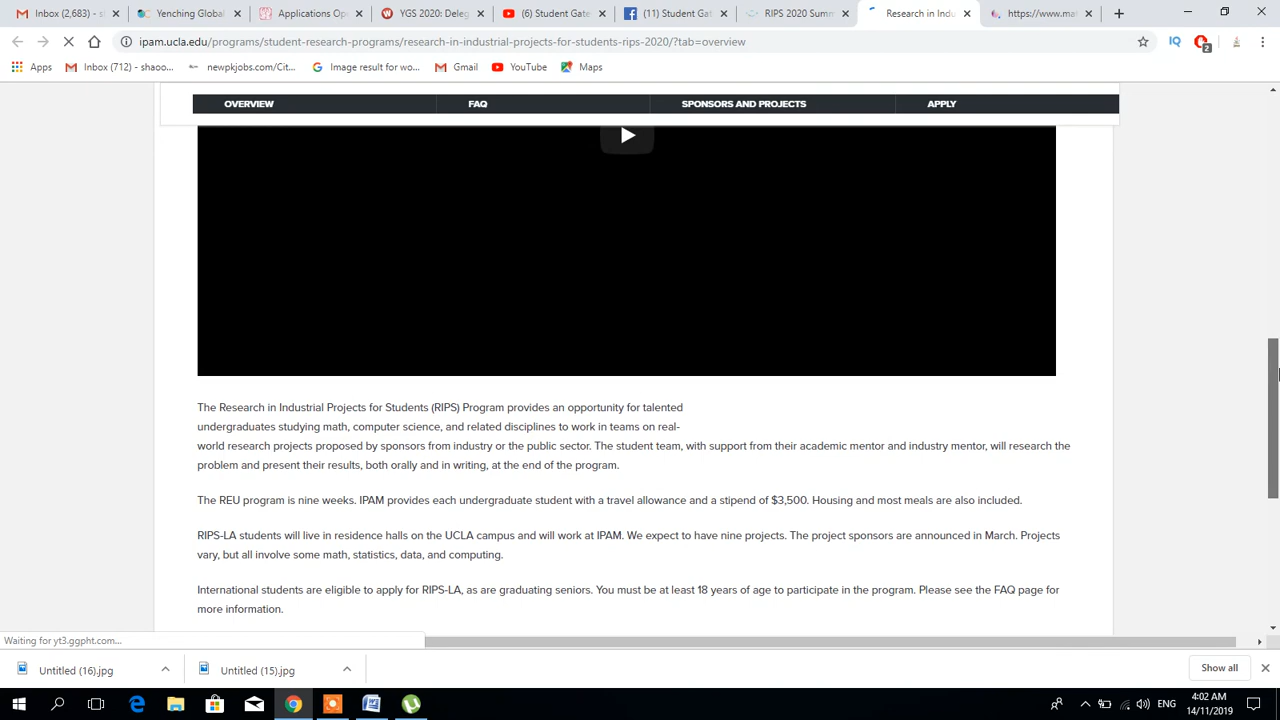 Inbox (2,683) - s
Yenching Global
Applications Op
YGS 2020: Deleg
(6) Student Gate
(11) Student Gat
RIPS 2020 Summ
Research in Indu
https://www.ma
ipam.ucla.edu/programs/student-research-programs/research-in-industrial-projects-for-students-rips-2020/?tab=overview
IQ
2
Apps
Inbox (712) - shaoo...
newpkjobs.com/Cit...
Image result for wo...
Gmail
YouTube
Maps
OVERVIEW
FAQ
SPONSORS AND PROJECTS
APPLY
The Research in Industrial Projects for Students (RIPS) Program provides an opportunity for talented
undergraduates studying math, computer science, and related disciplines to work in teams on real-
world research projects proposed by sponsors from industry or the public sector. The student team, with support from their academic mentor and industry mentor, will research the
problem and present their results, both orally and in writing, at the end of the program.
The REU program is nine weeks. IPAM provides each undergraduate student with a travel allowance and a stipend of $3,500. Housing and most meals are also included.
RIPS-LA students will live in residence halls on the UCLA campus and will work at IPAM. We expect to have nine projects. The project sponsors are announced in March. Projects
vary, but all involve some math, statistics, data, and computing.
International students are eligible to apply for RIPS-LA, as are graduating seniors. You must be at least 18 years of age to participate in the program. Please see the FAQ page for
more information.
Waiting for yt3.ggpht.com...
Untitled (16).jpg
Untitled (15).jpg
Show all
ENG
4:02 AM
14/11/2019